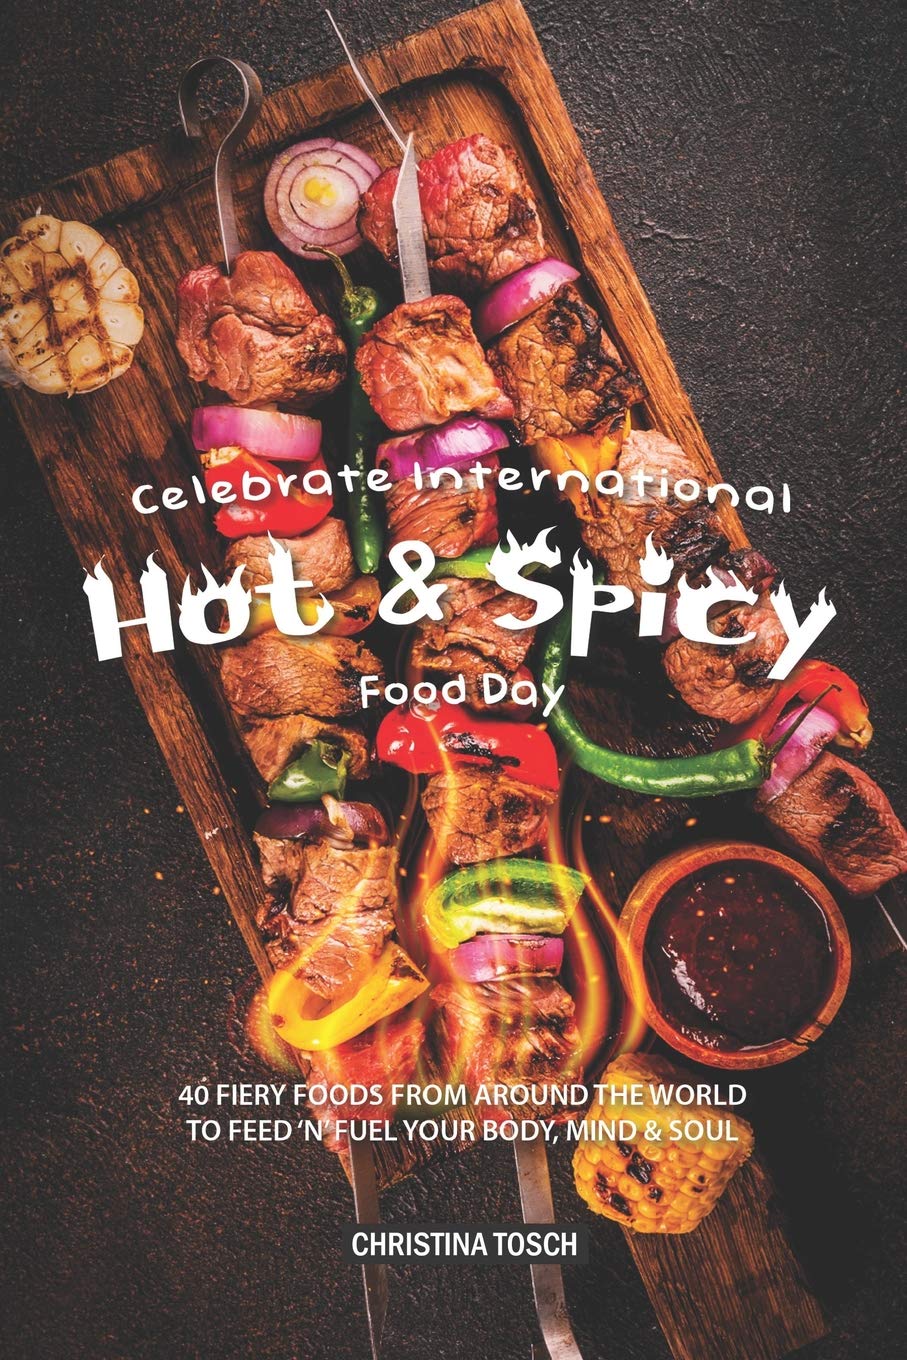 Celebrate International
Hot & Spicy
Food Day
40 FIERY FOODS FROM AROUND THE WORLD
TO FEED ‘N’ FUEL YOUR BODY, MIND & SOUL
CHRISTINA TOSCH